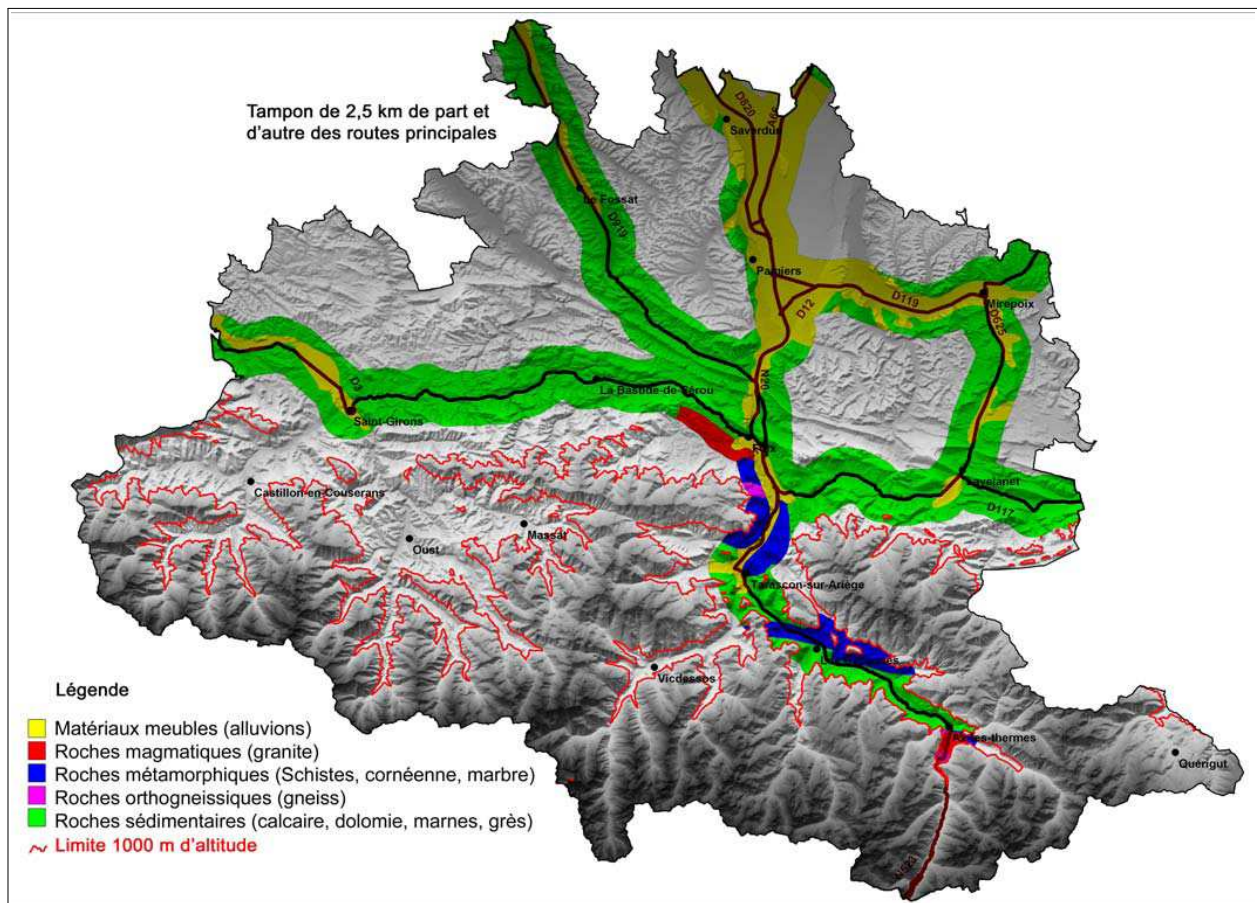 Tampon de 2,5 km de part et
d'autre des routes principales
D820
A66
Saverdun
Le Fossat
D919
Pamiers
D119
Mirepoix
D12
D625
N20
D3
La Bastide-de-Sérou
Saint-Girons
Foix
Lavelanet
D117
Castillon-en-Couserans
Massat
Oust
Tarascon-sur-Ariège
Vicdessos
Ax-les-thermes
Quérigut
Légende
Matériaux meubles (alluvions)
Roches magmatiques (granite)
Roches métamorphiques (Schistes, cornéenne, marbre)
Roches orthogneissiques (gneiss)
Roches sédimentaires (calcaire, dolomie, marnes, grès)
Limite 1000 m d'altitude